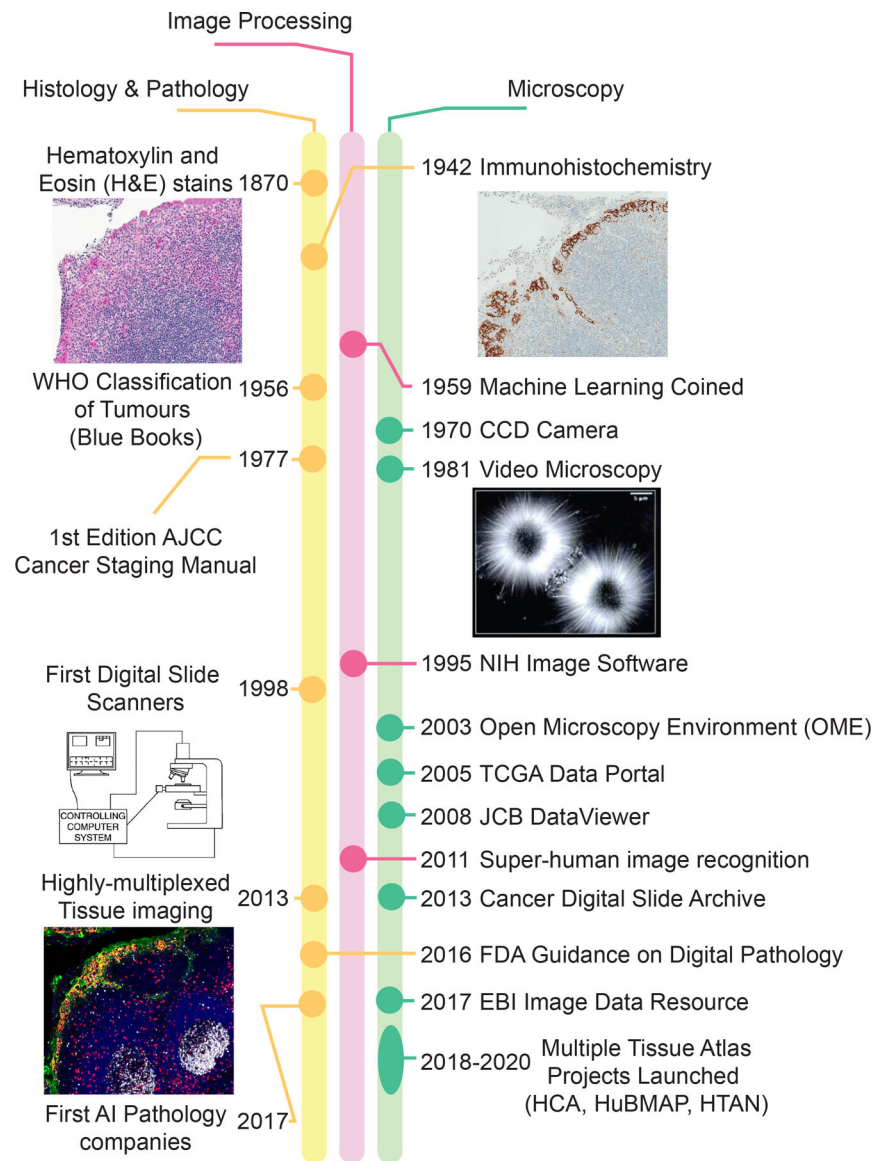 Image Processing
Histology & Pathology
Microscopy
Hematoxylin and
Eosin (H&E) stains
1870
1942 Immunohistochemistry
WHO Classification
of Tumours
(Blue Books)
1956
1959 Machine Learning Coined
1970 CCD Camera
1977
1981 Video Microscopy
5 µm
1st Edition AJCC
Cancer Staging Manual
1995 NIH Image Software
First Digital Slide
Scanners
1998
CONTROLLING
COMPUTER
SYSTEM
2003 Open Microscopy Environment (OME)
2005 TCGA Data Portal
2008 JCB DataViewer
2011 Super-human image recognition
Highly-multiplexed
Tissue imaging
2013
2013 Cancer Digital Slide Archive
2016 FDA Guidance on Digital Pathology
2017 EBI Image Data Resource
2018-2020 Multiple Tissue Atlas
Projects Launched
(HCA, HuBMAP, HTAN)
First AI Pathology
companies
2017